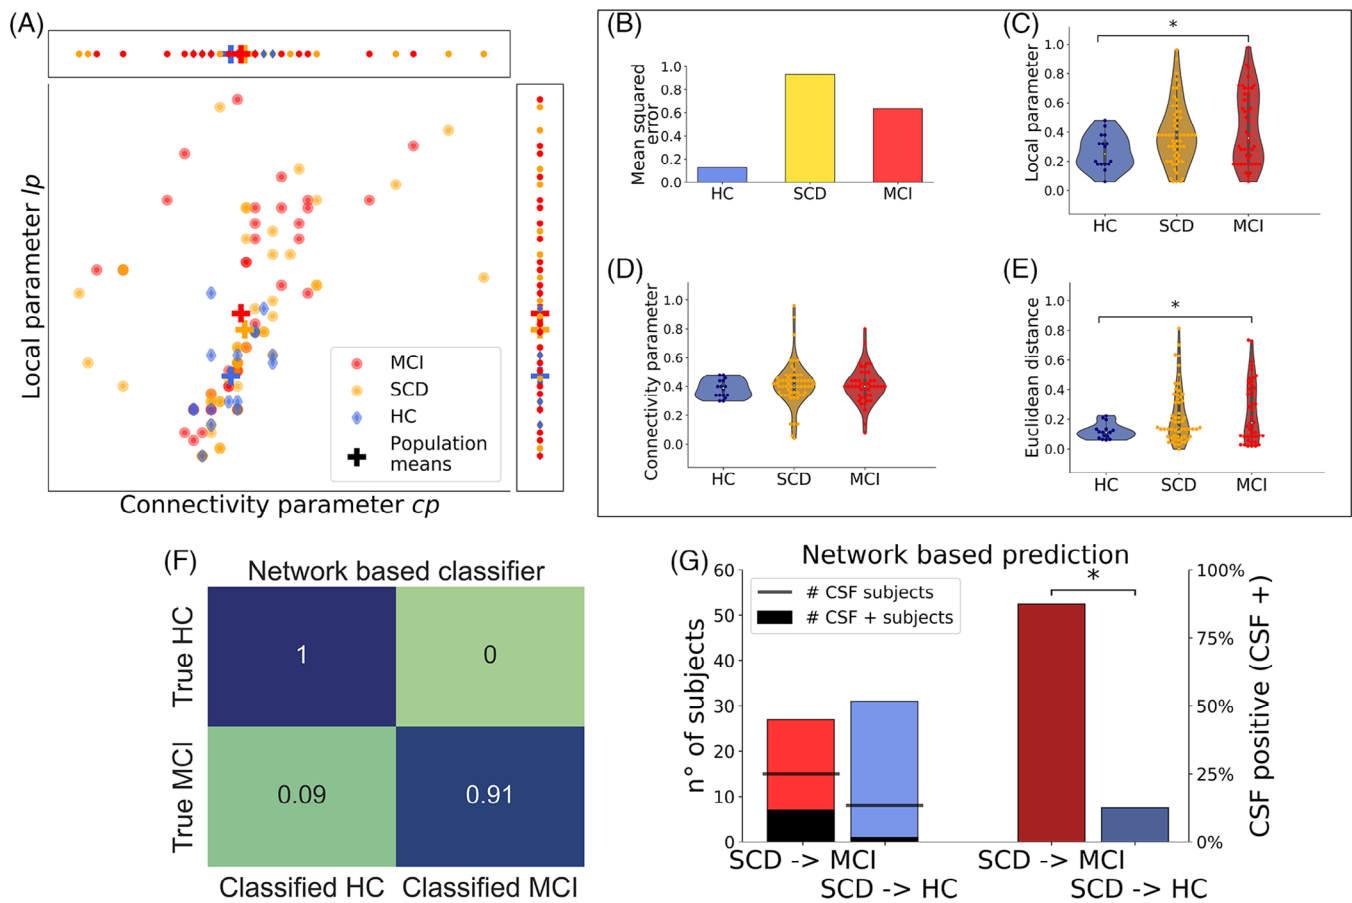 (A)
Local parameter lp
MCI
SCD
HC
Population
means
Connectivity parameter cp
(B)
Mean squared
error
1.0
0.8
0.6
0.4
0.2
0.0
HC
SCD
MCI
(C)
Local parameter
1.0
0.8
0.6
0.4
0.2
0.0
*
HC
SCD
MCI
(D)
Connectivity parameter
1.0
0.8
0.6
0.4
0.2
0.0
HC
SCD
MCI
(E)
Euclidean distance
1.0
0.8
0.6
0.4
0.2
0.0
*
HC
SCD
MCI
(F)
Network based classifier
True HC
1
0
True MCI
0.09
0.91
Classified HC
Classified MCI
(G)
Network based prediction
n° of subjects
60
50
40
30
20
10
0
# CSF subjects
# CSF + subjects
*
100%
75%
50%
25%
0%
CSF positive (CSF +)
SCD -> MCI
SCD -> HC
SCD -> MCI
SCD -> HC